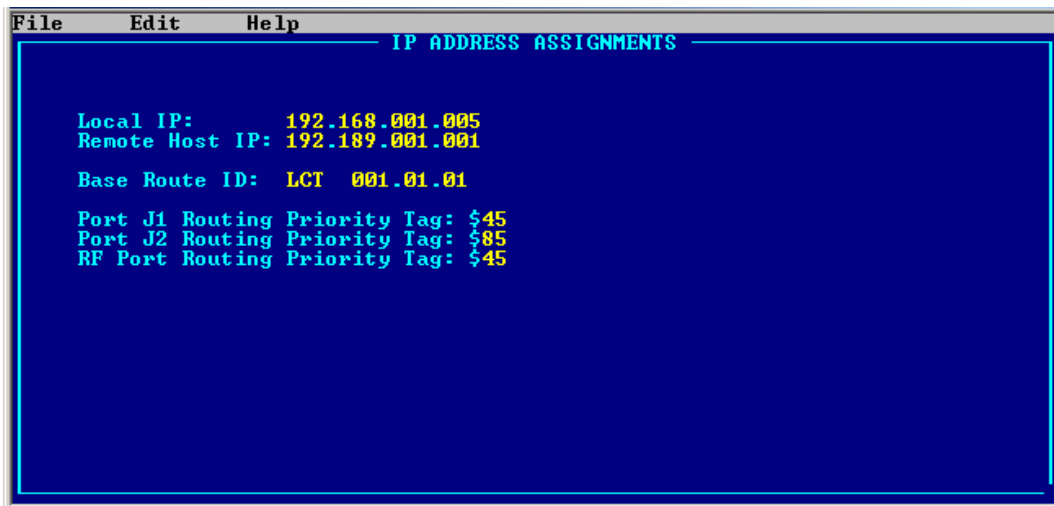 File Edit Help
IP ADDRESS ASSIGNMENTS
Local IP: 192.168.001.005
Remote Host IP: 192.189.001.001
Base Route ID: LCT 001.01.01
Port J1 Routing Priority Tag: $45
Port J2 Routing Priority Tag: $85
RF Port Routing Priority Tag: $45